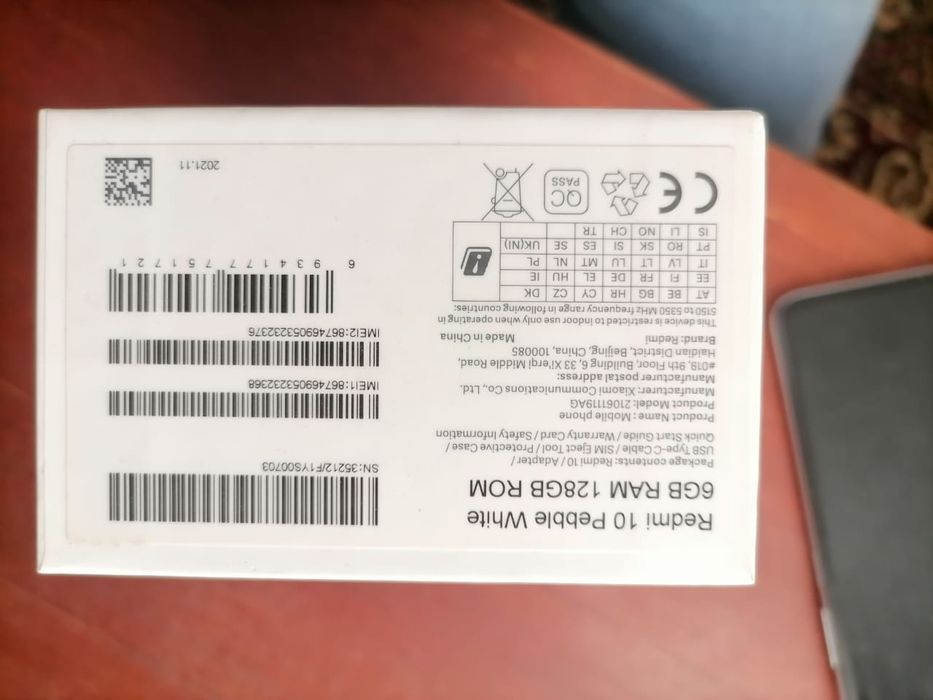 Redmi 10 Pebble White
6GB RAM 128GB ROM
Package contents: Redmi 10 / Adapter /
USB Type-C Cable / SIM Eject Tool / Protective Case /
Quick Start Guide / Warranty Card / Safety Information
Product Name : Mobile phone
Product Model: 21061119AG
Manufacturer: Xiaomi Communications Co., Ltd.
Manufacturer postal address:
#019, 9th Floor, Building 6, 33 Xi'erqi Middle Road,
Haidian District, Beijing, China, 100085
Brand: Redmi Made in China
This device is restricted to indoor use only when operating in
5150 to 5350 MHz frequency range in following countries:
AT BE BG HR CY CZ DK
EE FI FR DE EL HU IE
IT LV LT LU MT NL PL
PT RO SK SI ES SE UK(NI)
IS LI NO CH TR
CE
QC
PASS
SN: 35212/F1YS00703
IMEI1: 867469053232368
IMEI2: 867469053232376
6 934177 751721
2021.11